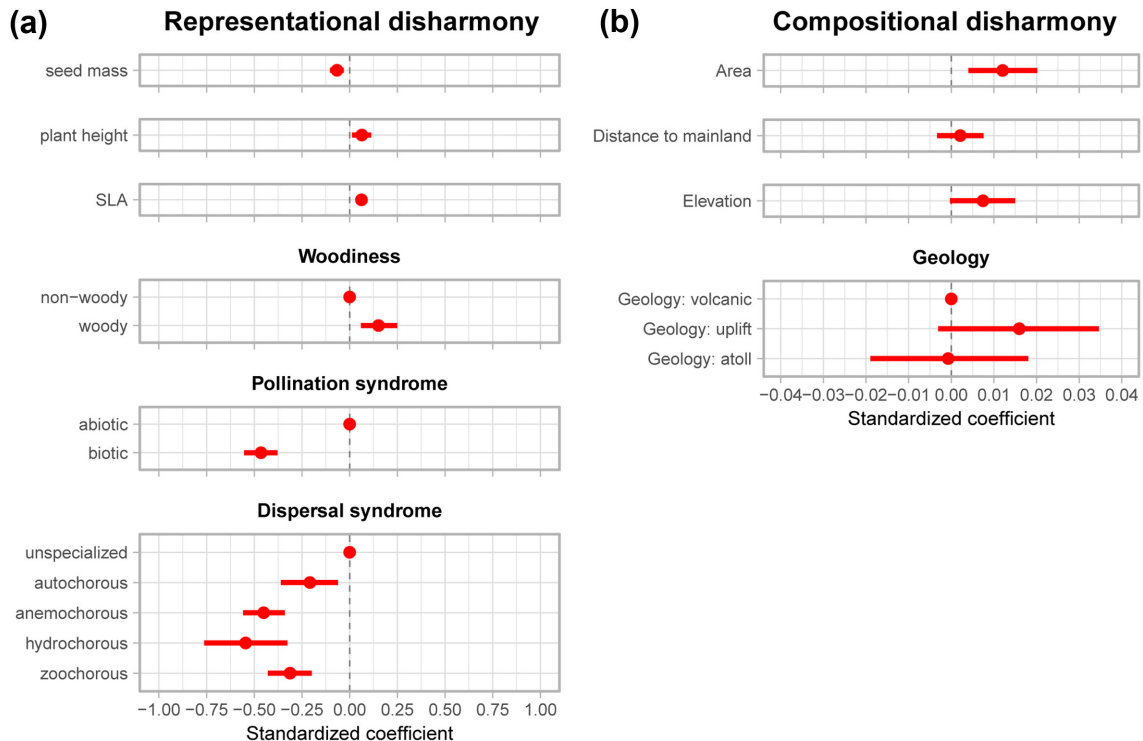 (a) Representational disharmony
seed mass
plant height
SLA
Woodiness
non−woody
woody
Pollination syndrome
abiotic
biotic
Dispersal syndrome
unspecialized
autochorous
anemochorous
hydrochorous
zoochorous
−1.00 −0.75 −0.50 −0.25 0.00 0.25 0.50 0.75 1.00
Standardized coefficient
(b) Compositional disharmony
Area
Distance to mainland
Elevation
Geology
Geology: volcanic
Geology: uplift
Geology: atoll
−0.04 −0.03 −0.02 −0.01 0.00 0.01 0.02 0.03 0.04
Standardized coefficient